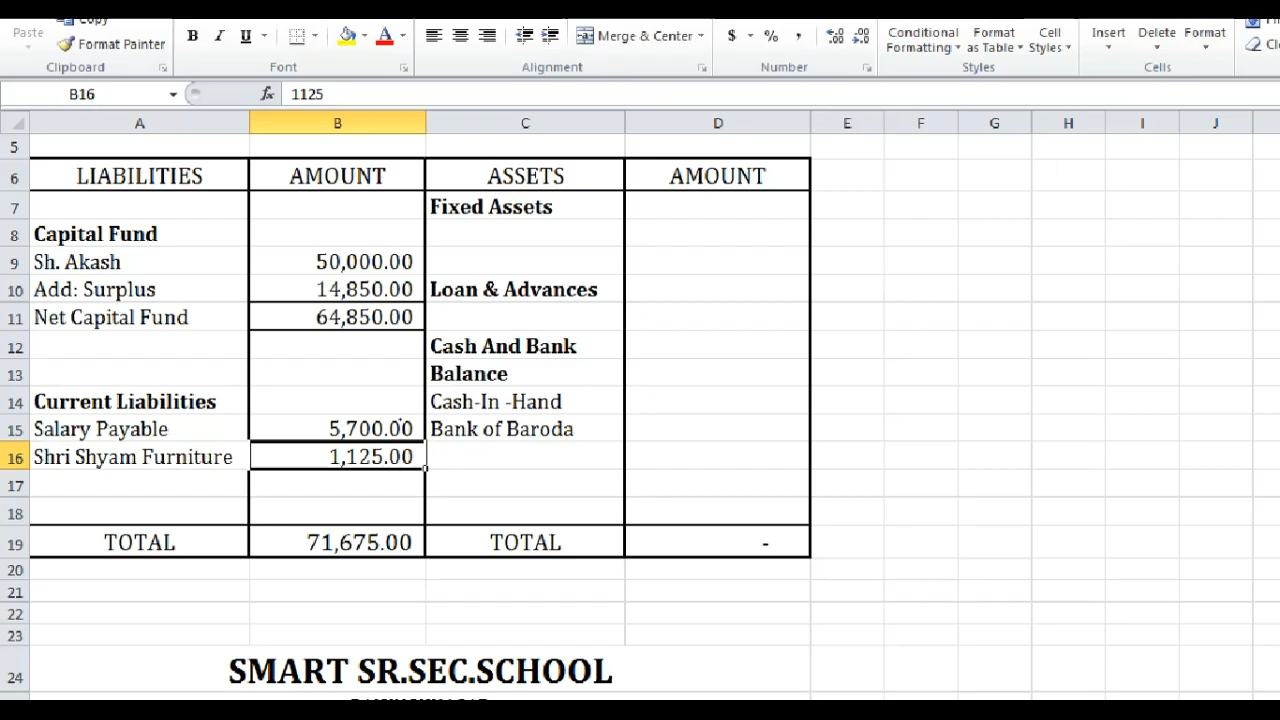 Copy
Paste
Format Painter
B I U A Merge & Center $ % ,
Conditional Formatting Format as Table Cell Styles
Insert Delete Format
Clipboard Font Alignment Number Styles Cells
B16 fx 1125
A B C D E F G H I J
5
6 LIABILITIES AMOUNT ASSETS AMOUNT
7 Fixed Assets
8 Capital Fund
9 Sh. Akash 50,000.00
10 Add: Surplus 14,850.00 Loan & Advances
11 Net Capital Fund 64,850.00
12 Cash And Bank
13 Balance
14 Current Liabilities Cash-In -Hand
15 Salary Payable 5,700.00 Bank of Baroda
16 Shri Shyam Furniture 1,125.00
17
18
19 TOTAL 71,675.00 TOTAL -
20
21
22
23
24 SMART SR.SEC.SCHOOL